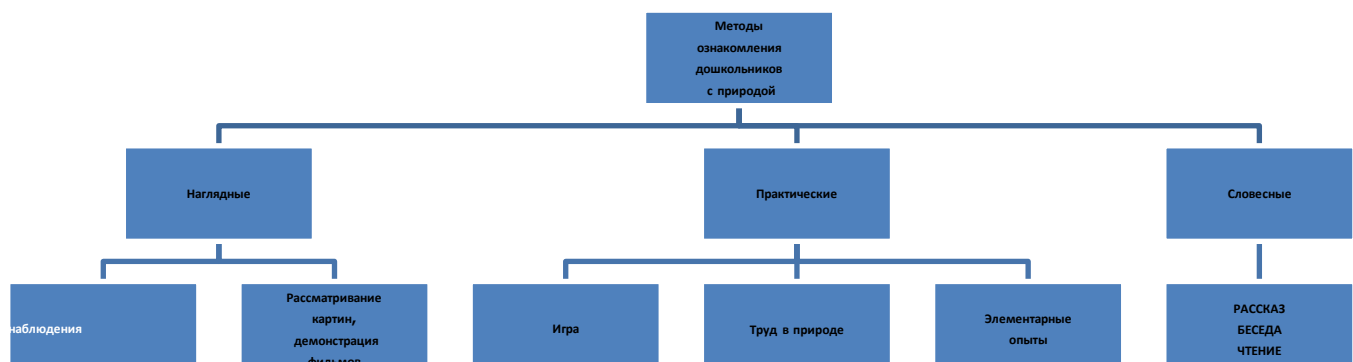 Методы
ознакомления
дошкольников
с природой
Наглядные
Практические
Словесные
наблюдения
Рассматривание
картин,
демонстрация
фильмов
Игра
Труд в природе
Элементарные
опыты
РАССКАЗ
БЕСЕДА
ЧТЕНИЕ